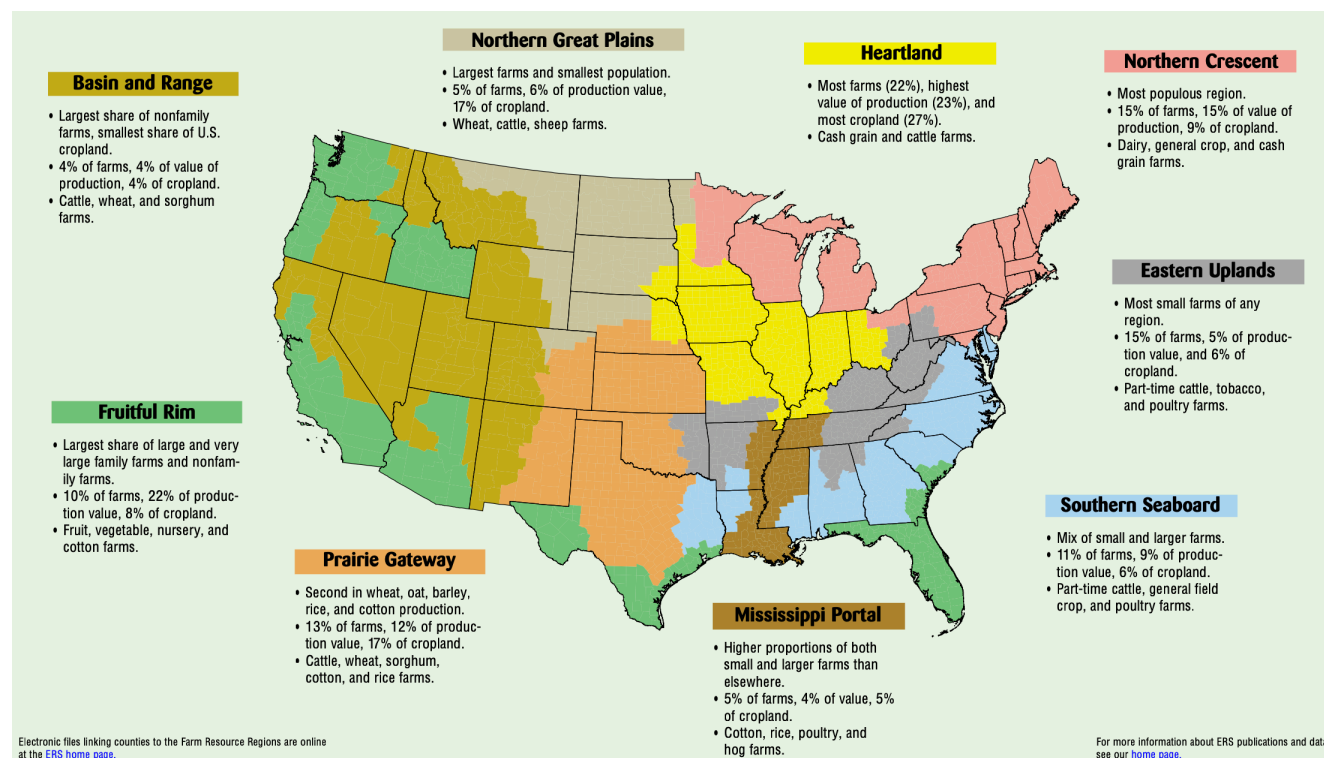 Northern Great Plains
• Largest farms and smallest population.
• 5% of farms, 6% of production value,
17% of cropland.
• Wheat, cattle, sheep farms.
Heartland
• Most farms (22%), highest
value of production (23%), and
most cropland (27%).
• Cash grain and cattle farms.
Northern Crescent
• Most populous region.
• 15% of farms, 15% of value of
production, 9% of cropland.
• Dairy, general crop, and cash
grain farms.
Basin and Range
• Largest share of nonfamily
farms, smallest share of U.S.
cropland.
• 4% of farms, 4% of value of
production, 4% of cropland.
• Cattle, wheat, and sorghum
farms.
Eastern Uplands
• Most small farms of any
region.
• 15% of farms, 5% of produc-
tion value, and 6% of
cropland.
• Part-time cattle, tobacco,
and poultry farms.
Fruitful Rim
• Largest share of large and very
large family farms and nonfam-
ily farms.
• 10% of farms, 22% of produc-
tion value, 8% of cropland.
• Fruit, vegetable, nursery, and
cotton farms.
Southern Seaboard
• Mix of small and larger farms.
• 11% of farms, 9% of produc-
tion value, 6% of cropland.
• Part-time cattle, general field
crop, and poultry farms.
Prairie Gateway
• Second in wheat, oat, barley,
rice, and cotton production.
• 13% of farms, 12% of produc-
tion value, 17% of cropland.
• Cattle, wheat, sorghum,
cotton, and rice farms.
Mississippi Portal
• Higher proportions of both
small and larger farms than
elsewhere.
• 5% of farms, 4% of value, 5%
of cropland.
• Cotton, rice, poultry, and
hog farms.
Electronic files linking counties to the Farm Resource Regions are online
at the ERS home page.
For more information about ERS publications and data
see our home page.